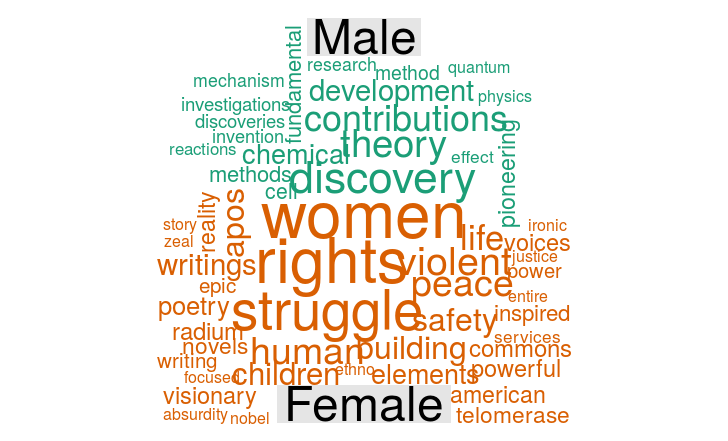 Male
fundamental
research
method
quantum
mechanism
development
physics
investigations
contributions
discoveries
invention
theory
pioneering
reactions
chemical
effect
methods
discovery
cell
women
apos
reality
story
ironic
zeal
life
voices
rights
violent
justice
writings
power
peace
epic
entire
struggle
poetry
safety
inspired
radium
services
novels
human
building
commons
writing
ethno
powerful
focused
children
elements
visionary
american
Female
absurdity
nobel
telomerase